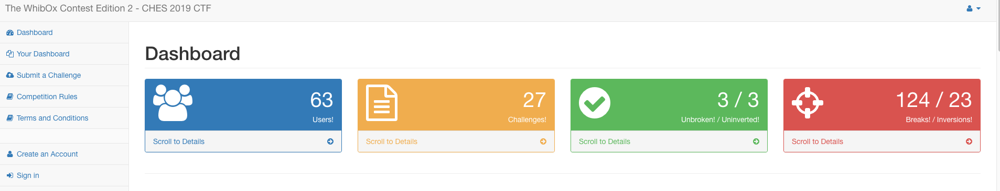 The WhibOx Contest Edition 2 - CHES 2019 CTF
Dashboard
Your Dashboard
Submit a Challenge
Competition Rules
Terms and Conditions
Create an Account
Sign in
Dashboard
63
Users!
Scroll to Details
27
Challenges!
Scroll to Details
3 / 3
Unbroken! / Uninverted!
Scroll to Details
124 / 23
Breaks! / Inversions!
Scroll to Details